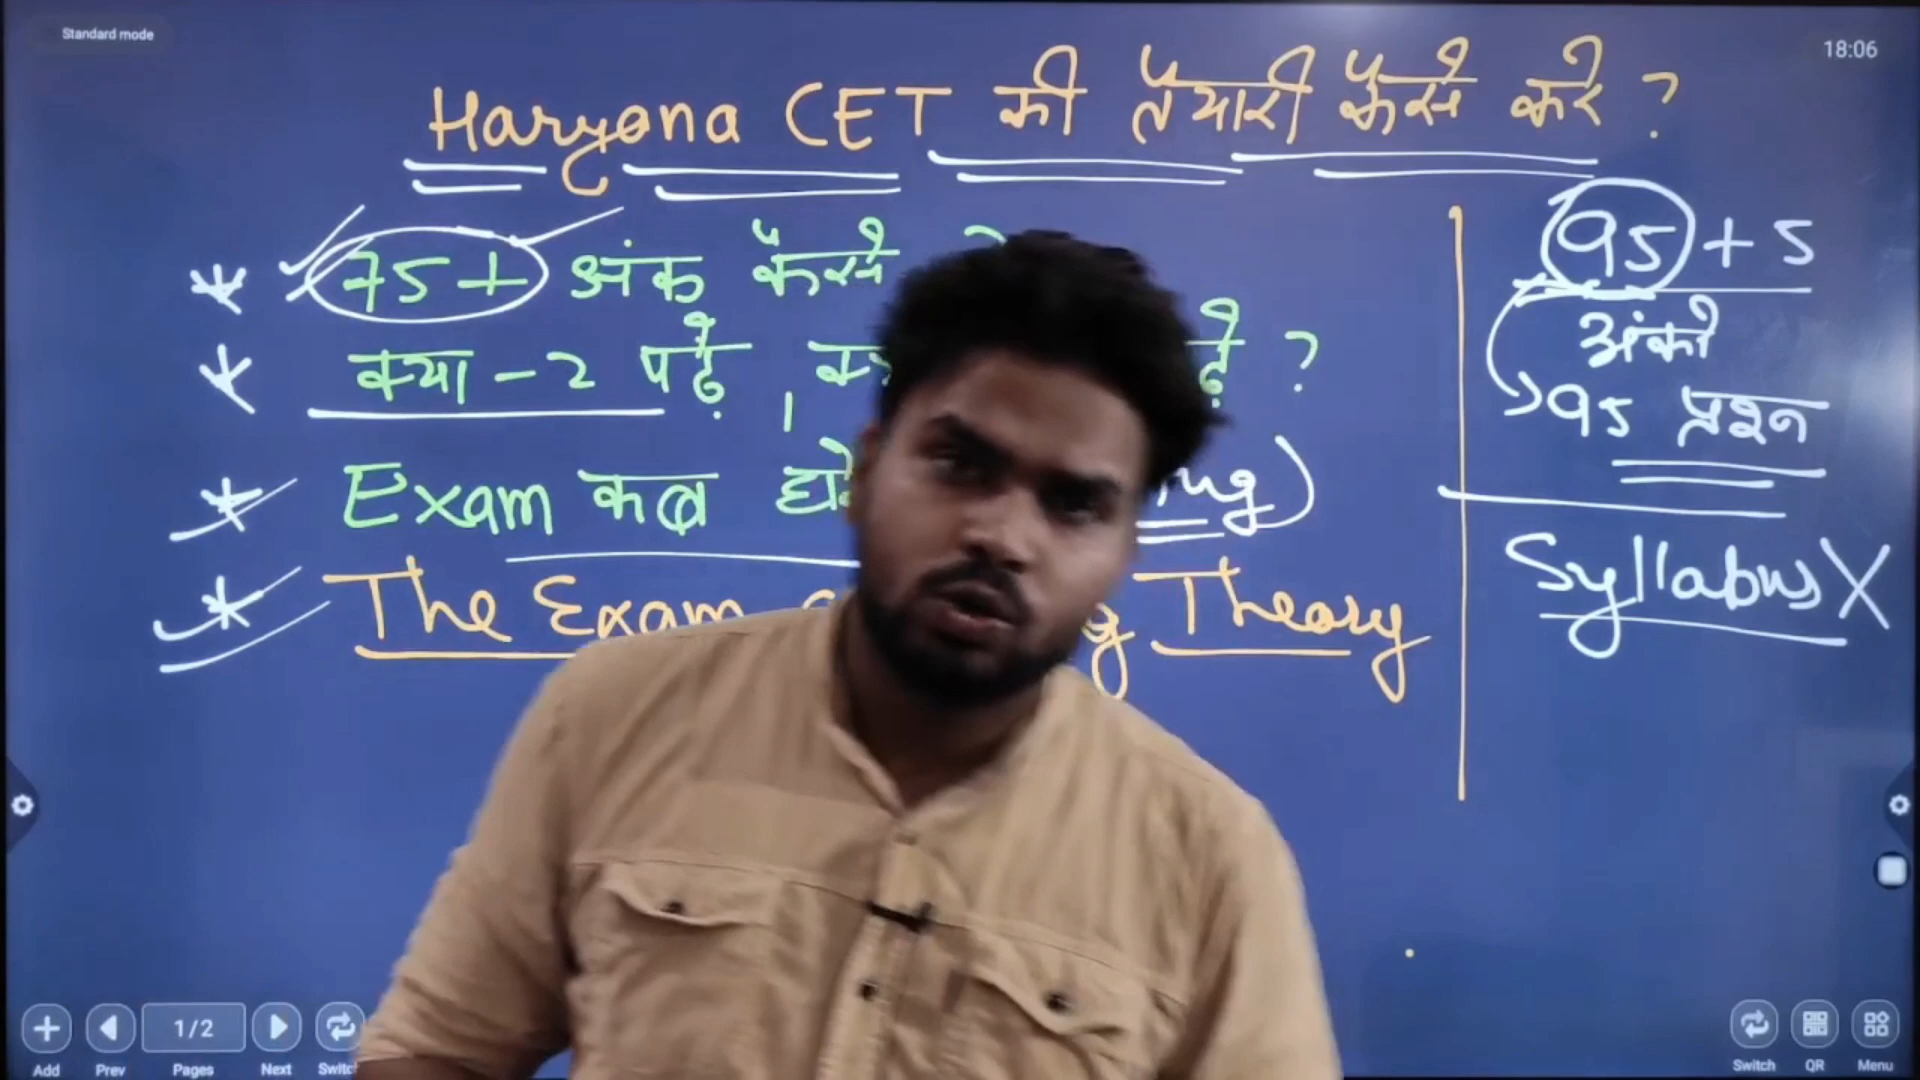 Standard mode
18:06
Haryana CET की तैयारी कैसे करे ?
75+ अंक कैसे
क्या-2 पढ़े, ?
Exam कब
The Exam Theory
95+5
अंको
95 प्रश्न
Syllabus X
1/2
Add Prev Pages Next Switc
Switch QR Menu